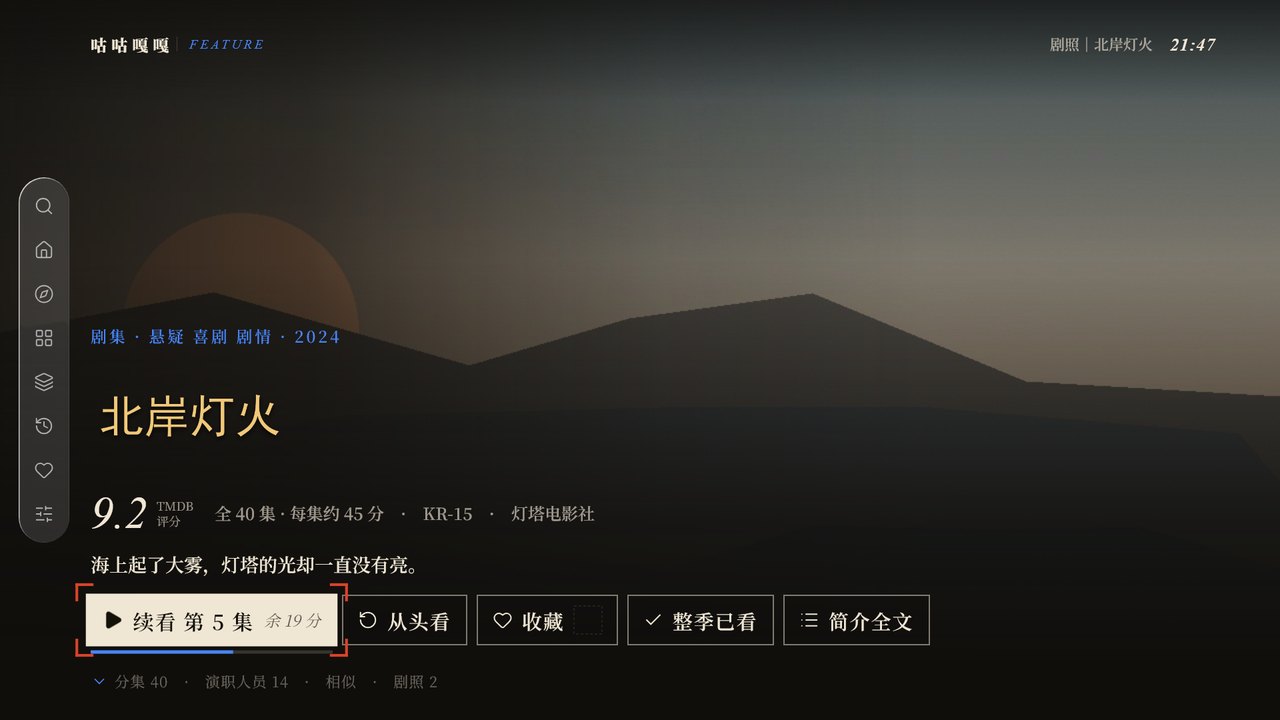 咕咕嘎嘎 FEATURE
剧照｜北岸灯火 21:47
剧集 · 悬疑 喜剧 剧情 · 2024
北岸灯火
9.2 TMDB 评分 全 40 集 · 每集约 45 分 · KR-15 · 灯塔电影社
海上起了大雾，灯塔的光却一直没有亮。
续看 第 5 集 余 19 分 从头看 收藏 整季已看 简介全文
分集 40 · 演职人员 14 · 相似 · 剧照 2